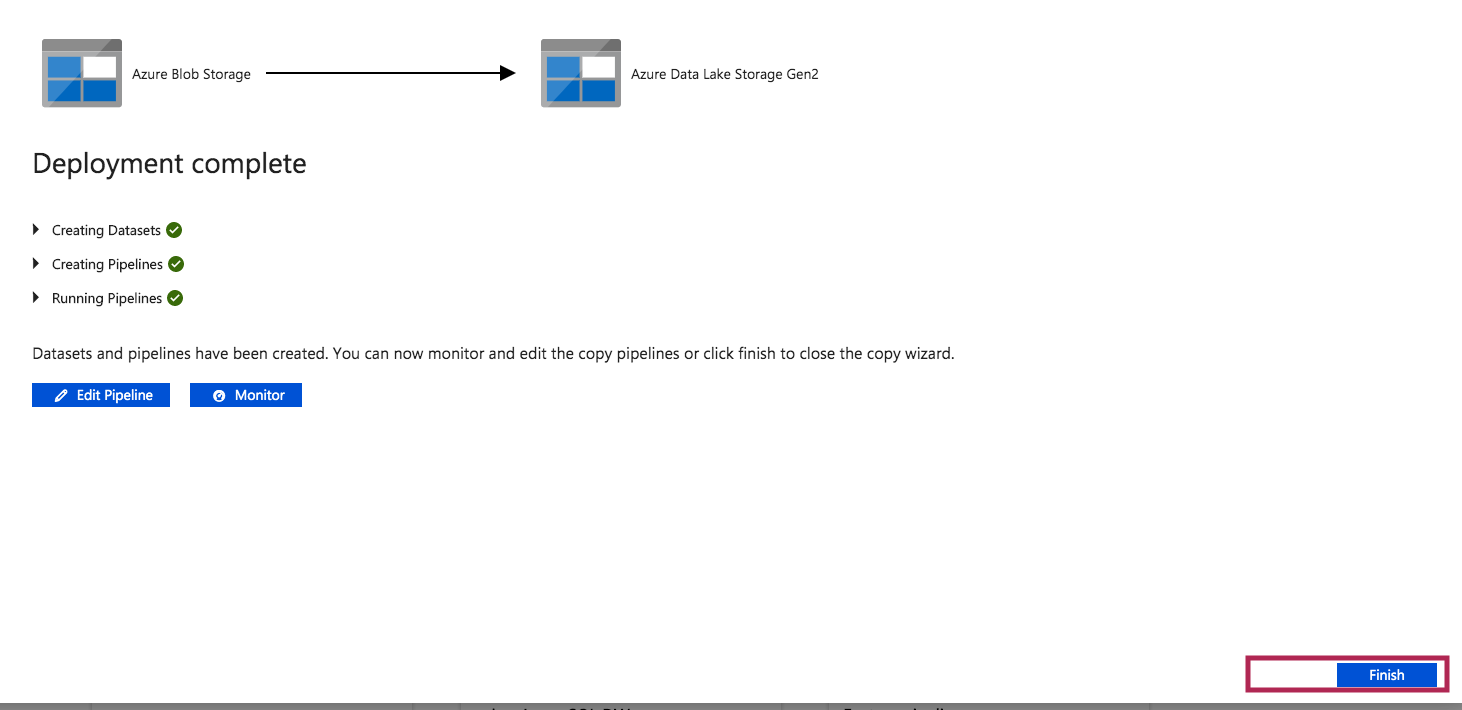 Azure Blob Storage
Azure Data Lake Storage Gen2
Deployment complete
Creating Datasets
Creating Pipelines
Running Pipelines
Datasets and pipelines have been created. You can now monitor and edit the copy pipelines or click finish to close the copy wizard.
Edit Pipeline
Monitor
Finish